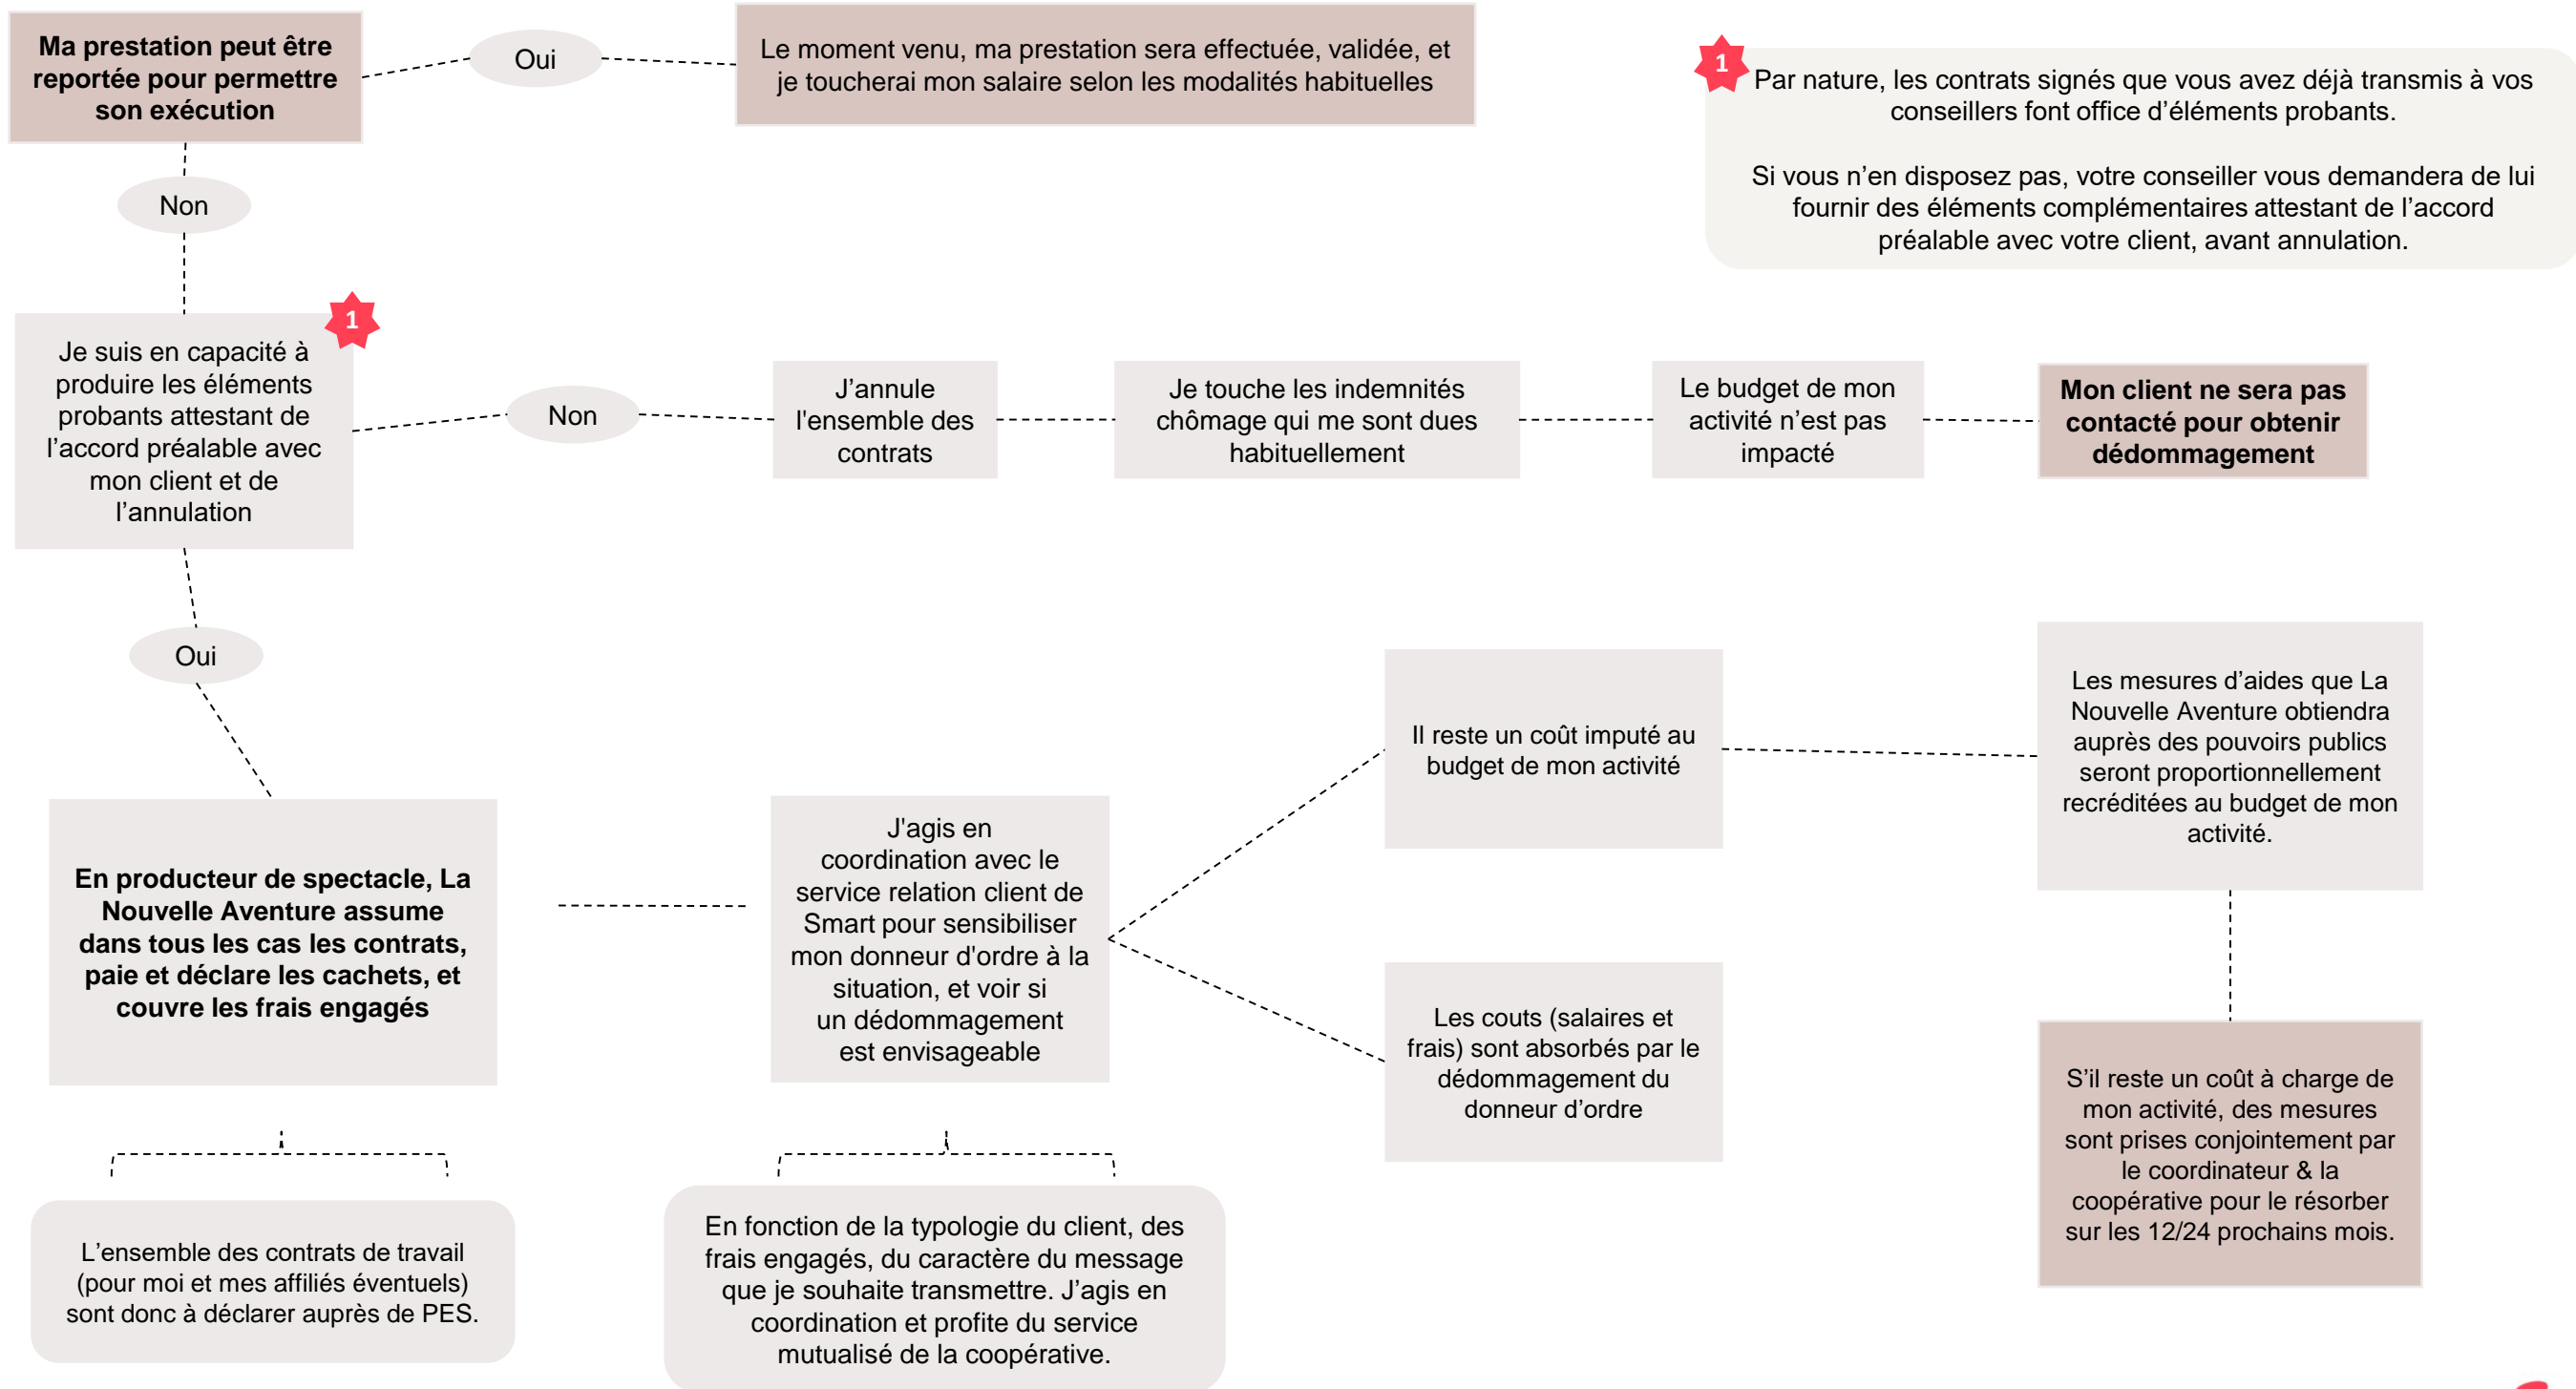 Ma prestation peut être
reportée pour permettre
son exécution
Oui
Le moment venu, ma prestation sera effectuée, validée, et
je toucherai mon salaire selon les modalités habituelles
1
Par nature, les contrats signés que vous avez déjà transmis à vos
conseillers font office d’éléments probants.
Si vous n’en disposez pas, votre conseiller vous demandera de lui
fournir des éléments complémentaires attestant de l’accord
préalable avec votre client, avant annulation.
Non
1
Je suis en capacité à
produire les éléments
probants attestant de
l’accord préalable avec
mon client et de
l’annulation
Non
J’annule
l'ensemble des
contrats
Je touche les indemnités
chômage qui me sont dues
habituellement
Le budget de mon
activité n’est pas
impacté
Mon client ne sera pas
contacté pour obtenir
dédommagement
Oui
En producteur de spectacle, La
Nouvelle Aventure assume
dans tous les cas les contrats,
paie et déclare les cachets, et
couvre les frais engagés
J'agis en
coordination avec le
service relation client de
Smart pour sensibiliser
mon donneur d'ordre à la
situation, et voir si
un dédommagement
est envisageable
Il reste un coût imputé au
budget de mon activité
Les mesures d’aides que La
Nouvelle Aventure obtiendra
auprès des pouvoirs publics
seront proportionnellement
recréditées au budget de mon
activité.
Les couts (salaires et
frais) sont absorbés par le
dédommagement du
donneur d’ordre
S’il reste un coût à charge de
mon activité, des mesures
sont prises conjointement par
le coordinateur & la
coopérative pour le résorber
sur les 12/24 prochains mois.
L’ensemble des contrats de travail
(pour moi et mes affiliés éventuels)
sont donc à déclarer auprès de PES.
En fonction de la typologie du client, des
frais engagés, du caractère du message
que je souhaite transmettre. J’agis en
coordination et profite du service
mutualisé de la coopérative.